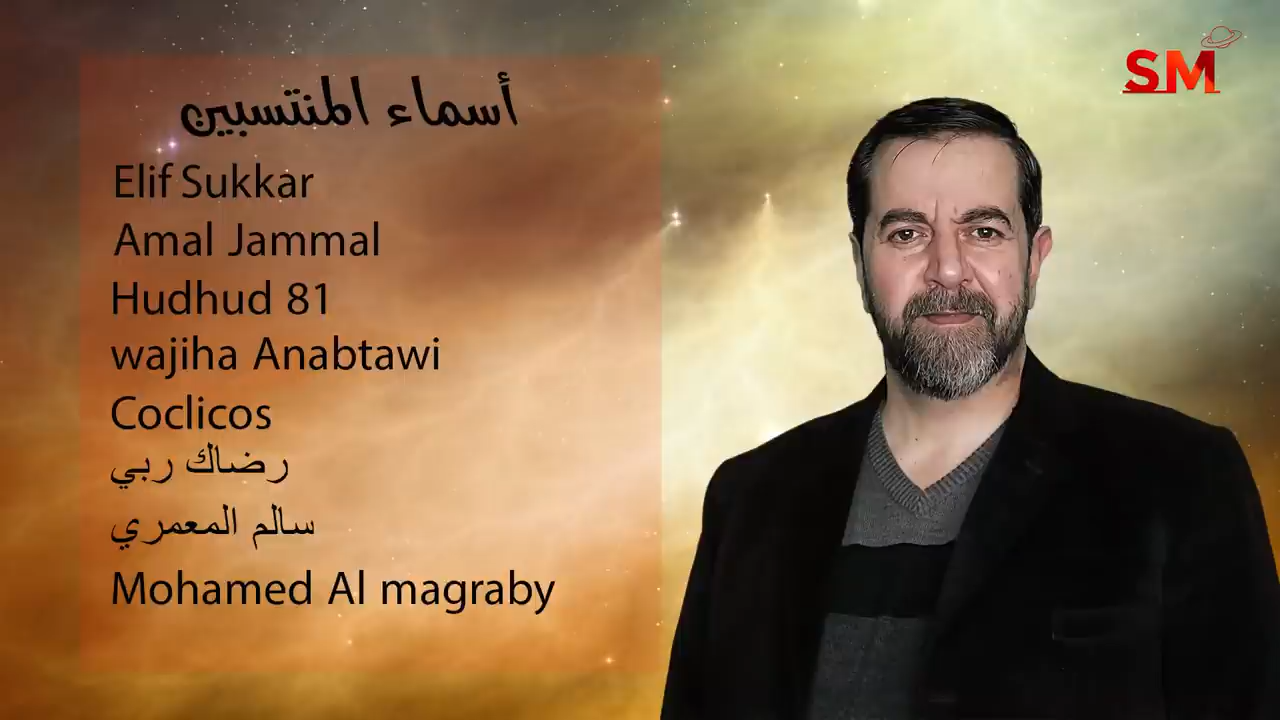 SM
أسماء المنتسبين
Elif Sukkar
Amal Jammal
Hudhud 81
wajiha Anabtawi
Coclicos
رضاك ربي
سالم المعمري
Mohamed Al magraby